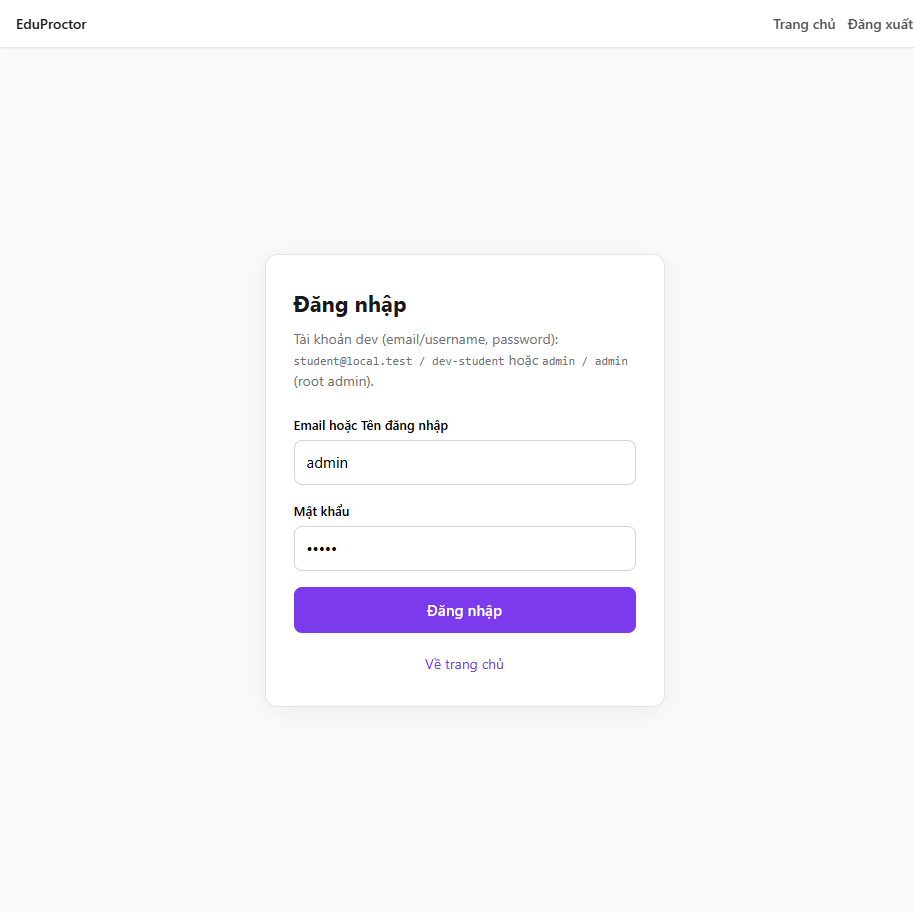 EduProctor Trang chủ Đăng xuất
Đăng nhập
Tài khoản dev (email/username, password):
student@local.test / dev-student hoặc admin / admin
(root admin).
Email hoặc Tên đăng nhập
admin
Mật khẩu
•••••
Đăng nhập
Về trang chủ